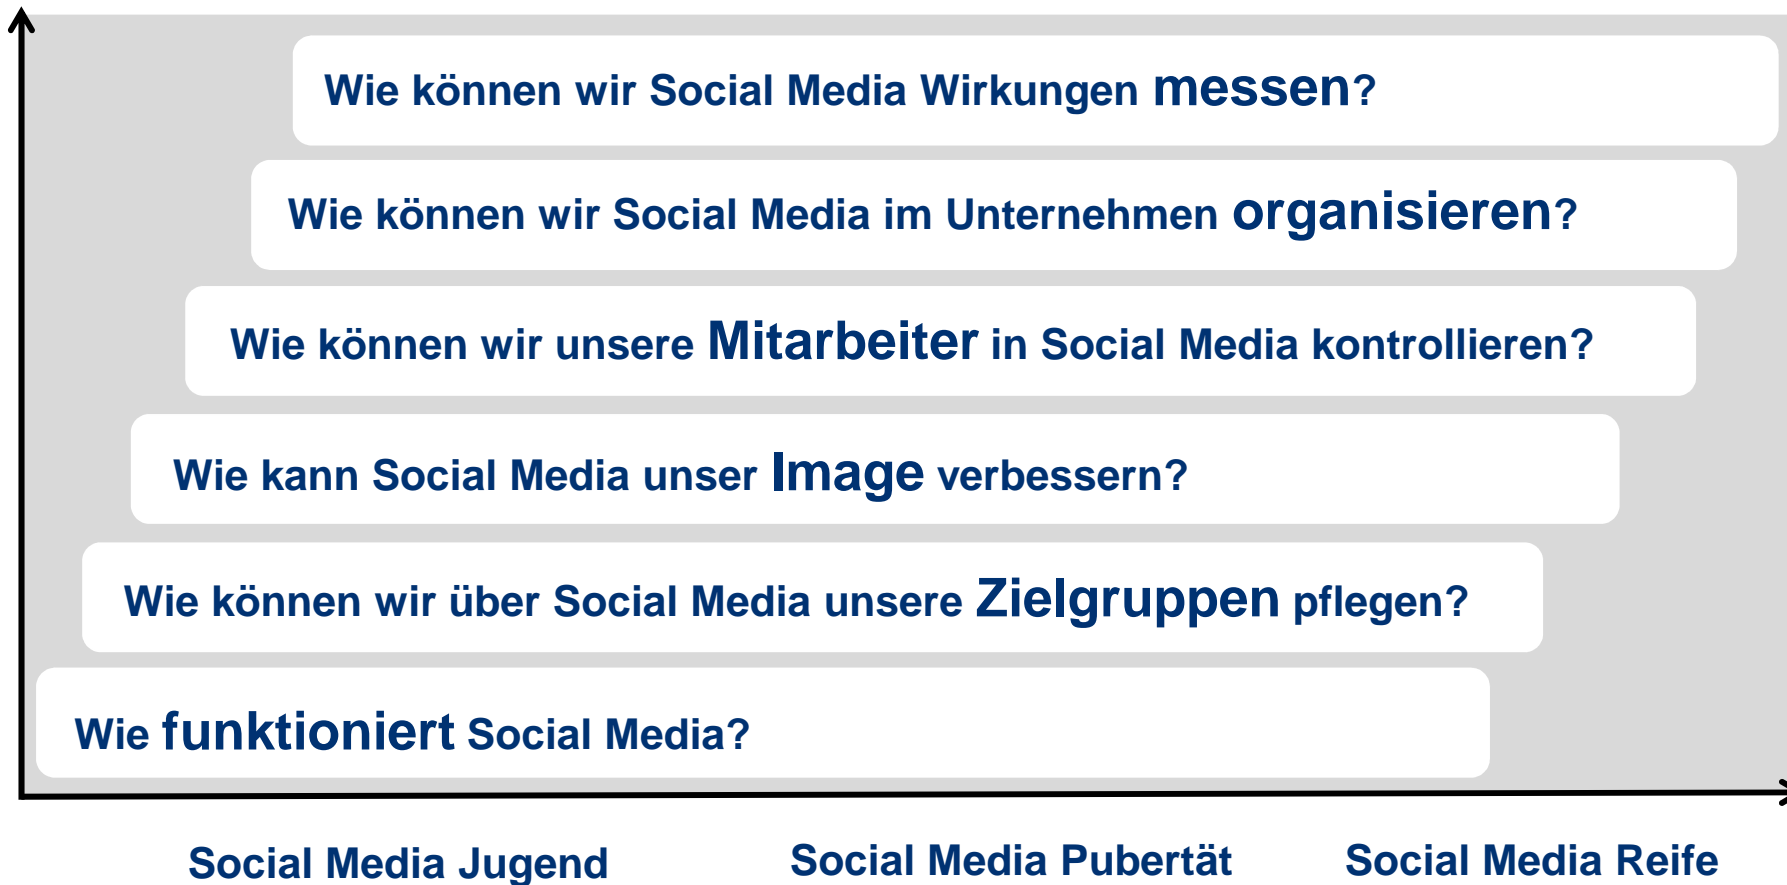 Wie können wir Social Media Wirkungen messen?
Wie können wir Social Media im Unternehmen organisieren?
Wie können wir unsere Mitarbeiter in Social Media kontrollieren?
Wie kann Social Media unser Image verbessern?
Wie können wir über Social Media unsere Zielgruppen pflegen?
Wie funktioniert Social Media?
Social Media Jugend
Social Media Pubertät
Social Media Reife